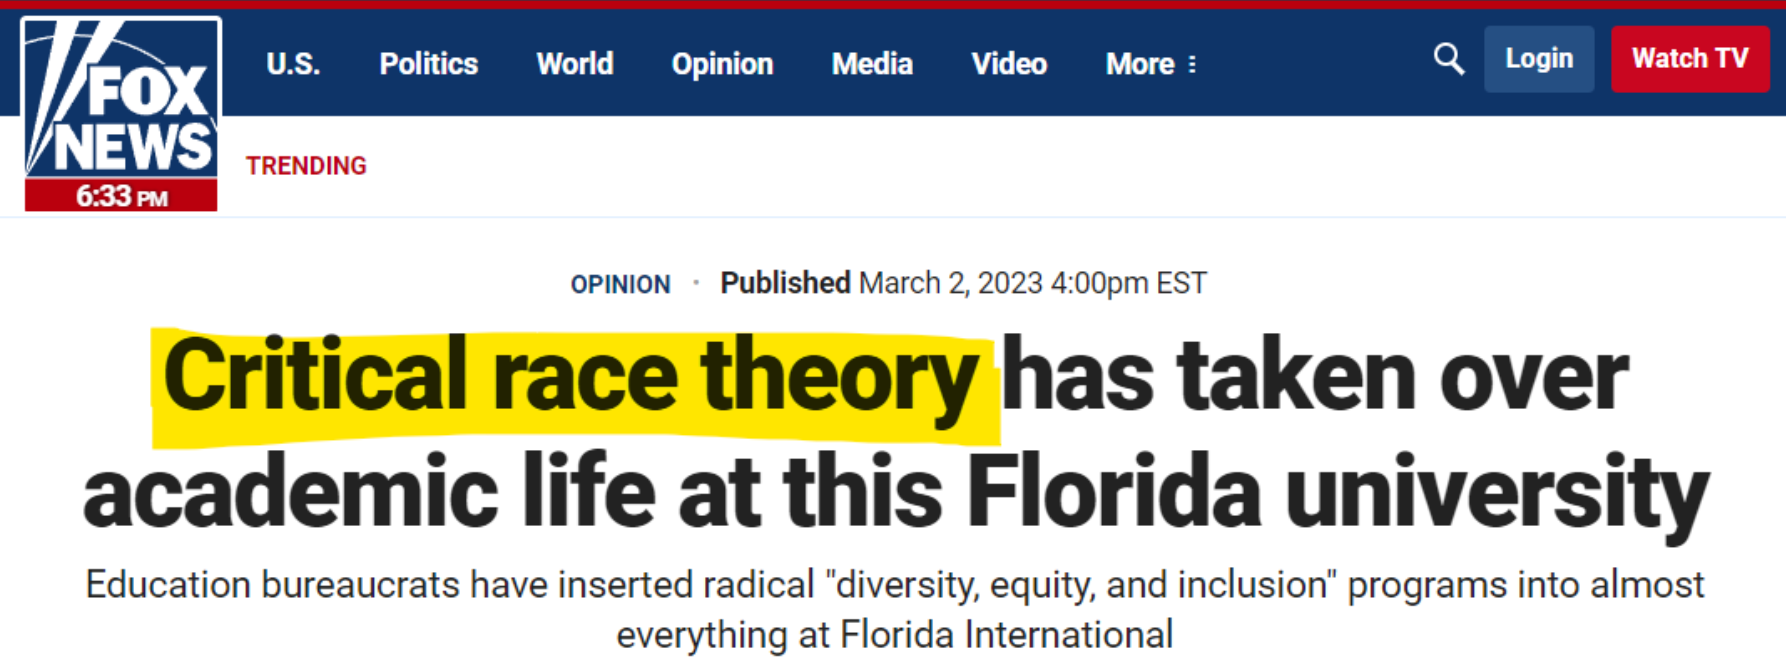 FOX
NEWS
6:33 PM
U.S. Politics World Opinion Media Video More Login Watch TV
TRENDING
OPINION · Published March 2, 2023 4:00pm EST
Critical race theory has taken over
academic life at this Florida university
Education bureaucrats have inserted radical "diversity, equity, and inclusion" programs into almost
everything at Florida International